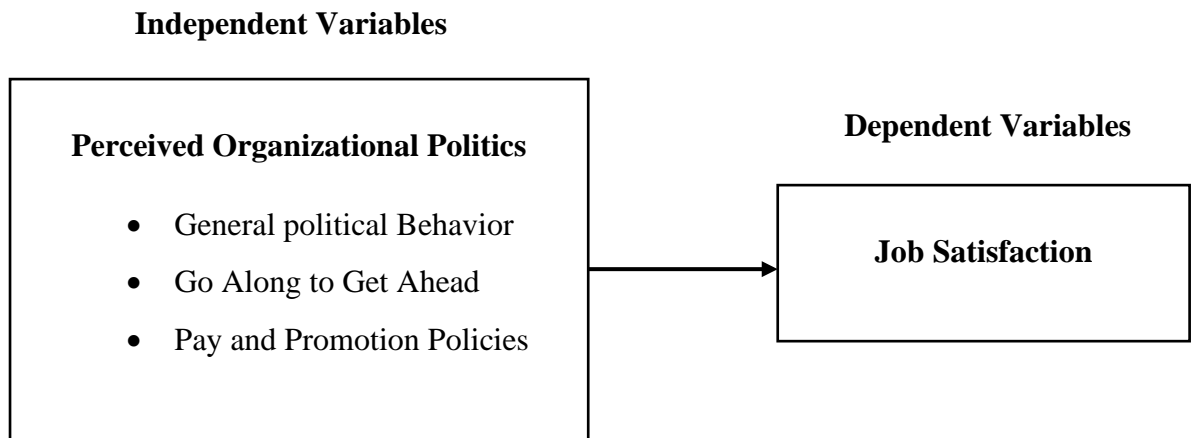 Independent Variables
Perceived Organizational Politics
• General political Behavior
• Go Along to Get Ahead
• Pay and Promotion Policies
Dependent Variables
Job Satisfaction